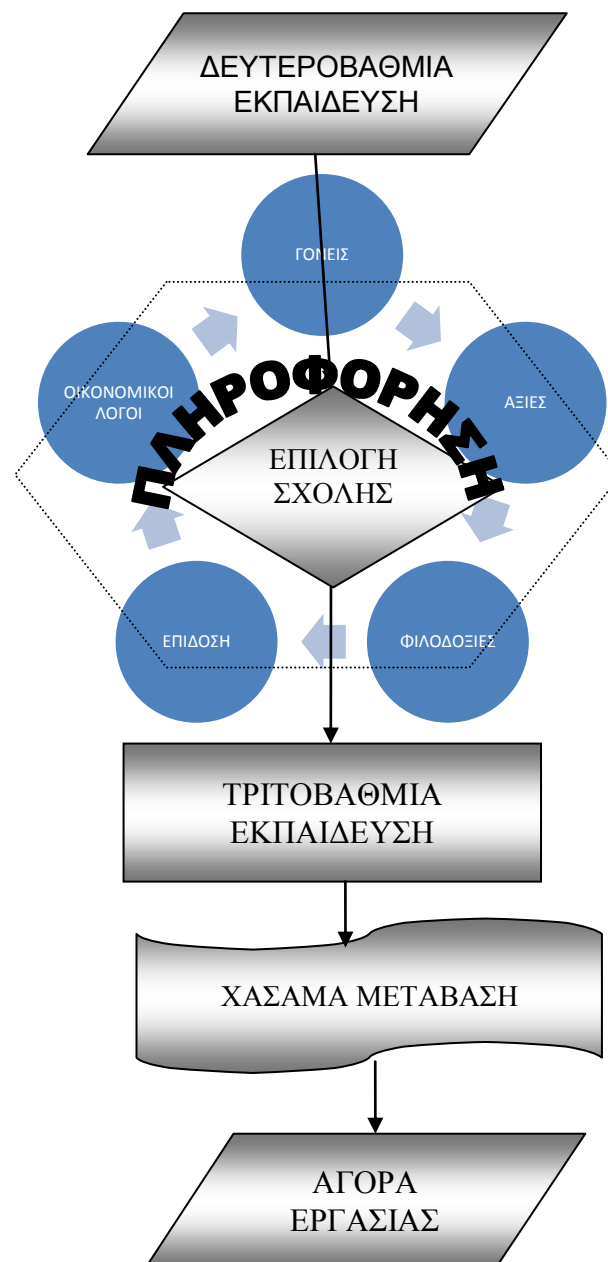 ΔΕΥΤΕΡΟΒΑΘΜΙΑ
ΕΚΠΑΙΔΕΥΣΗ
ΓΟΝΕΙΣ
ΟΙΚΟΝΟΜΙΚΟΙ
ΛΟΓΟΙ
ΑΞΙΕΣ
ΠΛΗΡΟΦΟΡΗΣΗ
ΕΠΙΛΟΓΗ
ΣΧΟΛΗΣ
ΕΠΙΔΟΣΗ
ΦΙΛΟΔΟΞΙΕΣ
ΤΡΙΤΟΒΑΘΜΙΑ
ΕΚΠΑΙΔΕΥΣΗ
ΧΑΣΑΜΑ ΜΕΤΑΒΑΣΗ
ΑΓΟΡΑ
ΕΡΓΑΣΙΑΣ